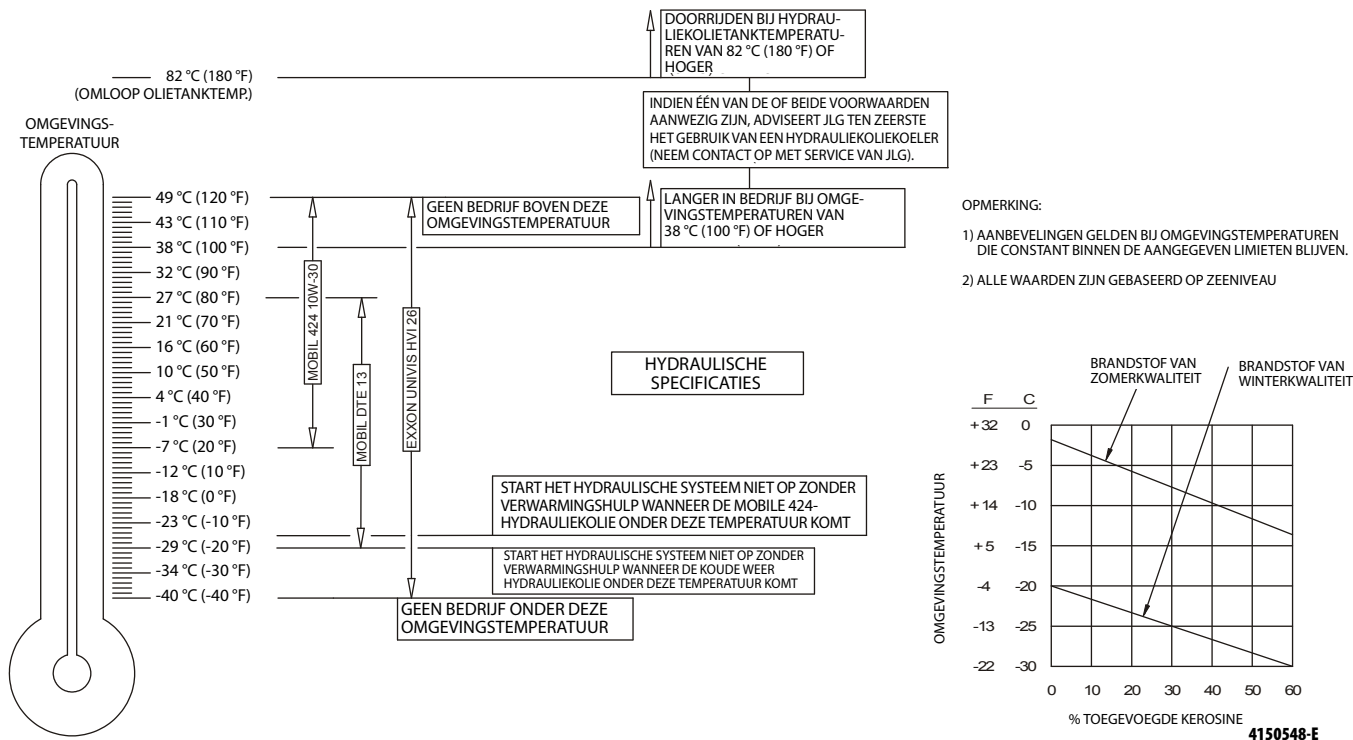 82 °C (180 °F)
(OMLOOP OLIETANKTEMP.)
DOORRIJDEN BIJ HYDRAU-
LIEKOLIETANKTEMPERATU-
REN VAN 82 °C (180 °F) OF
HOGER
INDIEN ÉÉN VAN DE OF BEIDE VOORWAARDEN
AANWEZIG ZIJN, ADVISEERT JLG TEN ZEERSTE
HET GEBRUIK VAN EEN HYDRAULIEKOLIEKOELER
(NEEM CONTACT OP MET SERVICE VAN JLG).
OMGEVINGS-
TEMPERATUUR
49 °C (120 °F)
43 °C (110 °F)
38 °C (100 °F)
32 °C (90 °F)
27 °C (80 °F)
21 °C (70 °F)
16 °C (60 °F)
10 °C (50 °F)
4 °C (40 °F)
-1 °C (30 °F)
-7 °C (20 °F)
-12 °C (10 °F)
-18 °C (0 °F)
-23 °C (-10 °F)
-29 °C (-20 °F)
-34 °C (-30 °F)
-40 °C (-40 °F)
MOBIL 424 10W-30
MOBIL DTE 13
EXXON UNIVIS HVI 26
GEEN BEDRIJF BOVEN DEZE
OMGEVINGSTEMPERATUUR
LANGER IN BEDRIJF BIJ OMGE-
VINGSTEMPERATUREN VAN
38 °C (100 °F) OF HOGER
HYDRAULISCHE
SPECIFICATIES
START HET HYDRAULISCHE SYSTEEM NIET OP ZONDER
VERWARMINGSHULP WANNEER DE MOBILE 424-
HYDRAULIEKOLIE ONDER DEZE TEMPERATUUR KOMT
START HET HYDRAULISCHE SYSTEEM NIET OP ZONDER
VERWARMINGSHULP WANNEER DE KOUDE WEER
HYDRAULIEKOLIE ONDER DEZE TEMPERATUUR KOMT
GEEN BEDRIJF ONDER DEZE
OMGEVINGSTEMPERATUUR
OPMERKING:
1) AANBEVELINGEN GELDEN BIJ OMGEVINGSTEMPERATUREN
DIE CONSTANT BINNEN DE AANGEGEVEN LIMIETEN BLIJVEN.
2) ALLE WAARDEN ZIJN GEBASEERD OP ZEENIVEAU
BRANDSTOF VAN
ZOMERKWALITEIT
BRANDSTOF VAN
WINTERKWALITEIT
F C
+32 0
+23 -5
+14 -10
+5 -15
-4 -20
-13 -25
-22 -30
OMGEVINGSTEMPERATUUR
0 10 20 30 40 50 60
% TOEGEVOEGDE KEROSINE
4150548-E